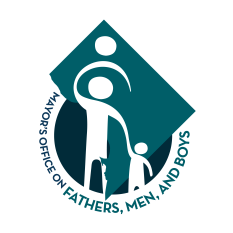 MAYOR'S OFFICE ON FATHERS, MEN, AND BOYS